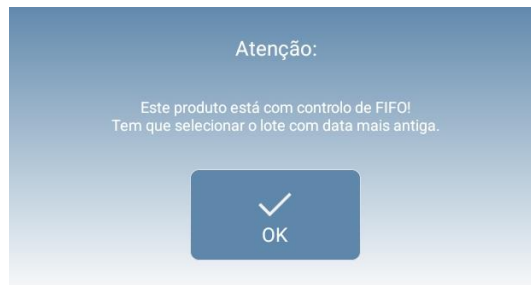 Atenção:
Este produto está com controlo de FIFO!
Tem que selecionar o lote com data mais antiga.
OK